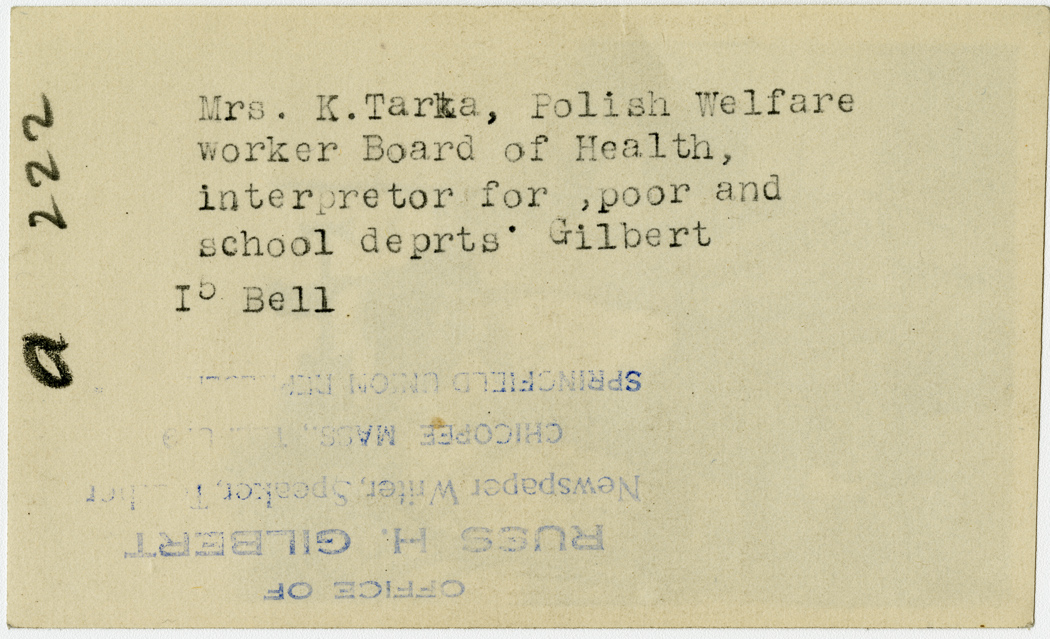 Mrs. K.Tarka, Polish Welfare
worker Board of Health,
interpretor for ,poor and
school deprts' Gilbert
I5 Bell
222
a
OFFICE OF
RUSS H. GILBERT
Newspaper Writer, Speaker,
CHICOPEE MASS.,
SPRINGFIELD UNION